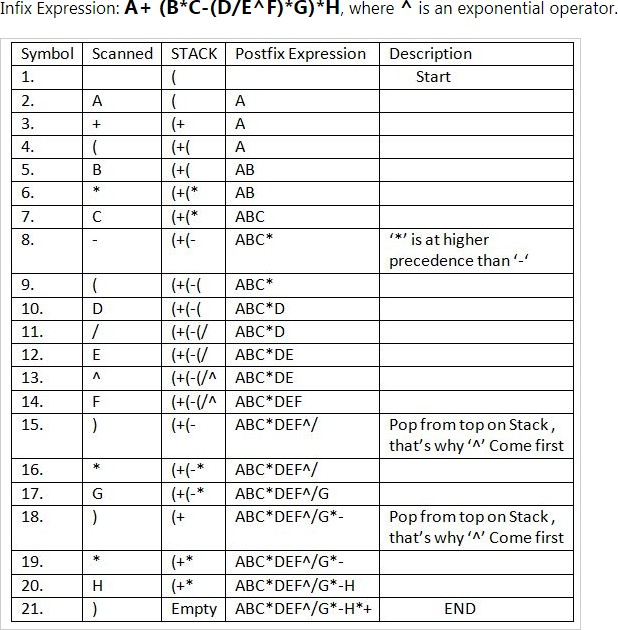 Infix Expression: A+ (B*C-(D/E^F)*G)*H, where ^ is an exponential operator.
Symbol Scanned STACK Postfix Expression Description
1. ( Start
2. A ( A
3. + (+ A
4. ( (+( A
5. B (+( AB
6. * (+(* AB
7. C (+(* ABC
8. - (+(- ABC* ‘*’ is at higher
precedence than ‘-‘
9. ( (+(-( ABC*
10. D (+(-( ABC*D
11. / (+(-(/ ABC*D
12. E (+(-(/ ABC*DE
13. ^ (+(-(/^ ABC*DE
14. F (+(-(/^ ABC*DEF
15. ) (+(- ABC*DEF^/ Pop from top on Stack,
that’s why ‘^’ Come first
16. * (+(-* ABC*DEF^/
17. G (+(-* ABC*DEF^/G
18. ) (+ ABC*DEF^/G*- Pop from top on Stack,
that’s why ‘^’ Come first
19. * (+* ABC*DEF^/G*-
20. H (+* ABC*DEF^/G*-H
21. ) Empty ABC*DEF^/G*-H*+ END